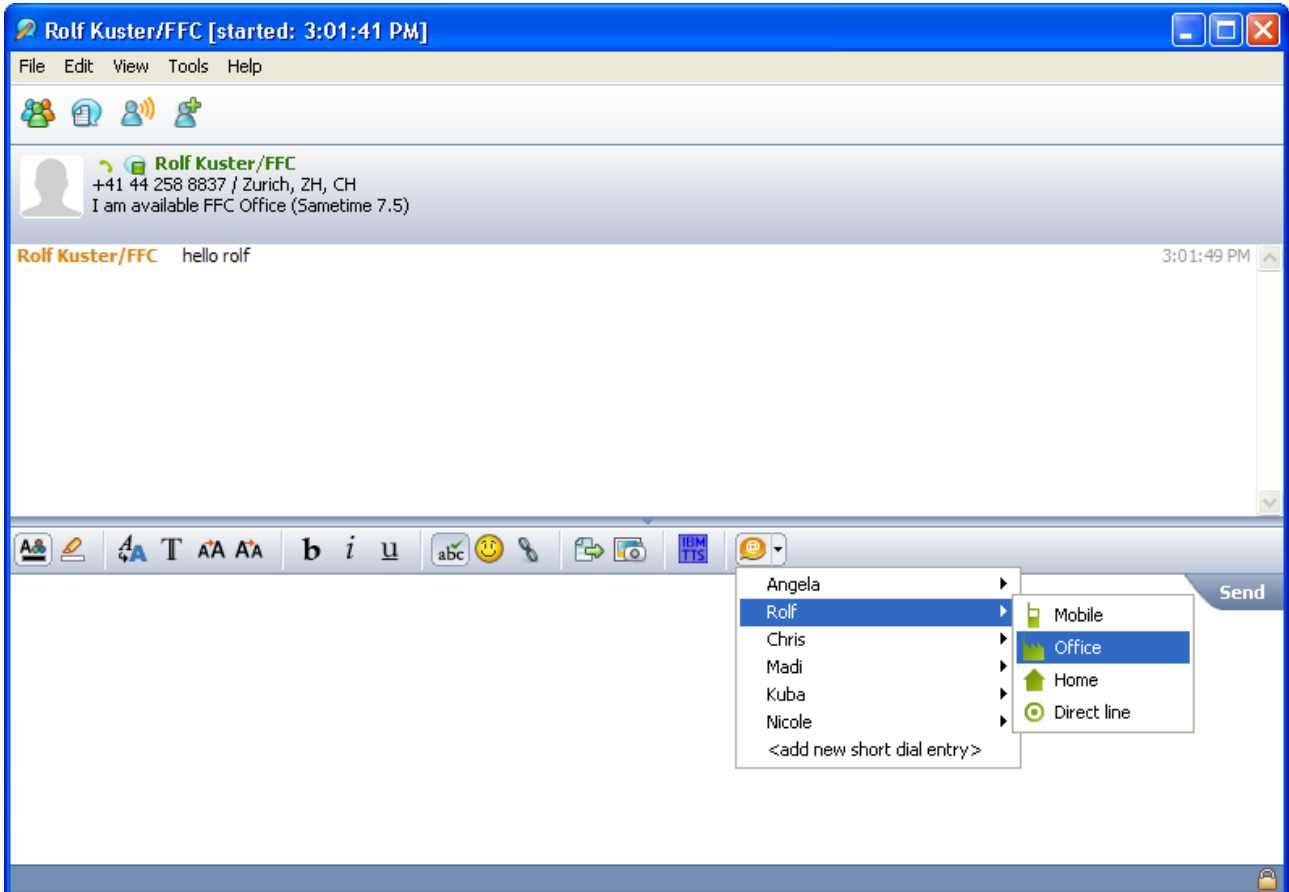 Rolf Kuster/FFC [started: 3:01:41 PM]
File Edit View Tools Help
Rolf Kuster/FFC
+41 44 258 8837 / Zurich, ZH, CH
I am available FFC Office (Sametime 7.5)
Rolf Kuster/FFC hello rolf 3:01:49 PM
A A T AA AA b i u abc IBM TTS @
Send
Angela
Rolf
Chris
Madi
Kuba
Nicole
<add new short dial entry>
Mobile
Office
Home
Direct line